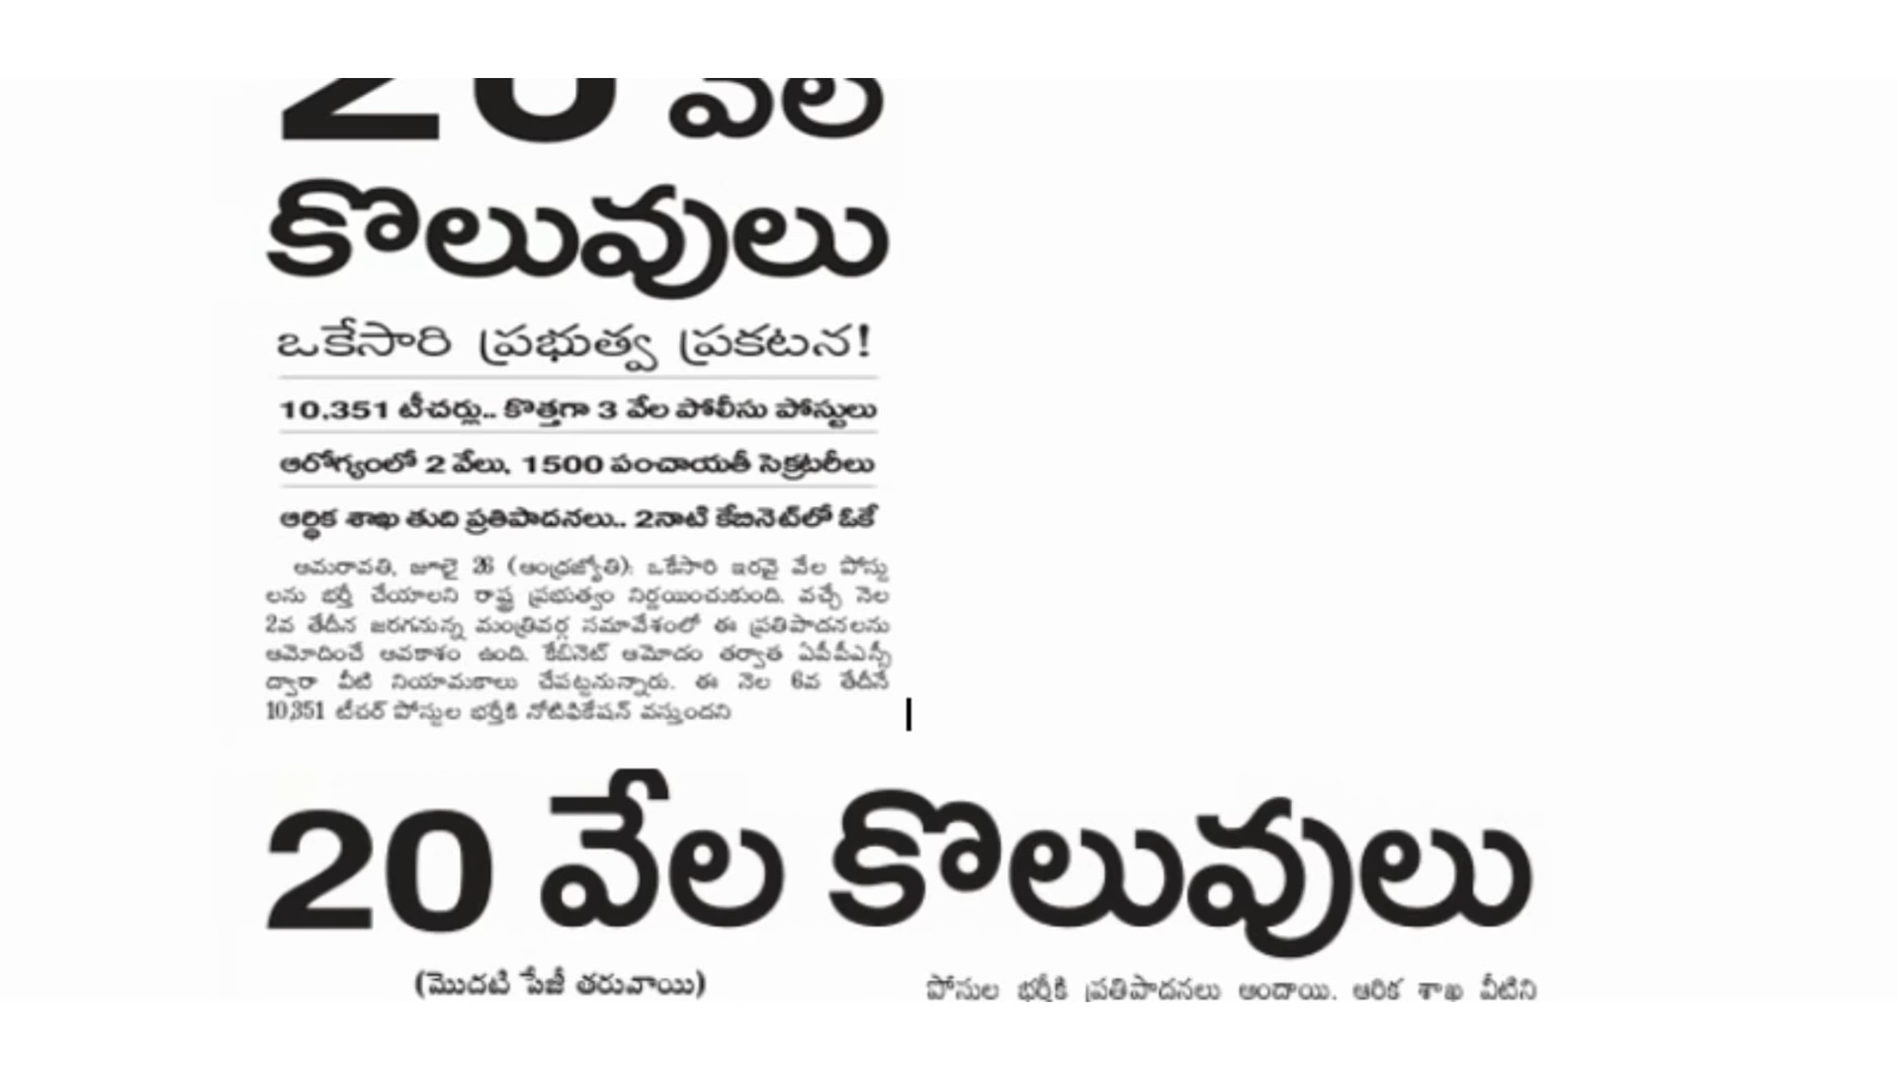 20 వేల
కొలువులు
ఒకేసారి ప్రభుత్వ ప్రకటన!
10,351 టీచర్లు.. కొత్తగా 3 వేల పోలీసు పోస్టులు
ఆరోగ్యంలో 2 వేలు, 1500 పంచాయతీ సెక్రటరీలు
ఆర్థిక శాఖ తుది ప్రతిపాదనలు.. 2నాటి కేబినెట్‌లో ఓకే
అమరావతి, జూలై 26 (ఆంధ్రజ్యోతి): ఒకేసారి ఇరవై వేల పోస్టు
లను భర్తీ చేయాలని రాష్ట్ర ప్రభుత్వం నిర్ణయించుకుంది. వచ్చే నెల
2వ తేదీన జరగనున్న మంత్రివర్గ సమావేశంలో ఈ ప్రతిపాదనలను
ఆమోదించే అవకాశం ఉంది. కేబినెట్ ఆమోదం తర్వాత ఏపీపీఎస్సీ
ద్వారా వీటి నియామకాలు చేపట్టనున్నారు. ఈ నెల 6వ తేదీనే
10,351 టీచర్ పోస్టుల భర్తీకి నోటిఫికేషన్ వస్తుందని
20 వేల కొలువులు
(మొదటి పేజీ తరువాయి)
పోస్టుల భర్తీకి ప్రతిపాదనలు అందాయి. ఆర్థిక శాఖ వీటిని